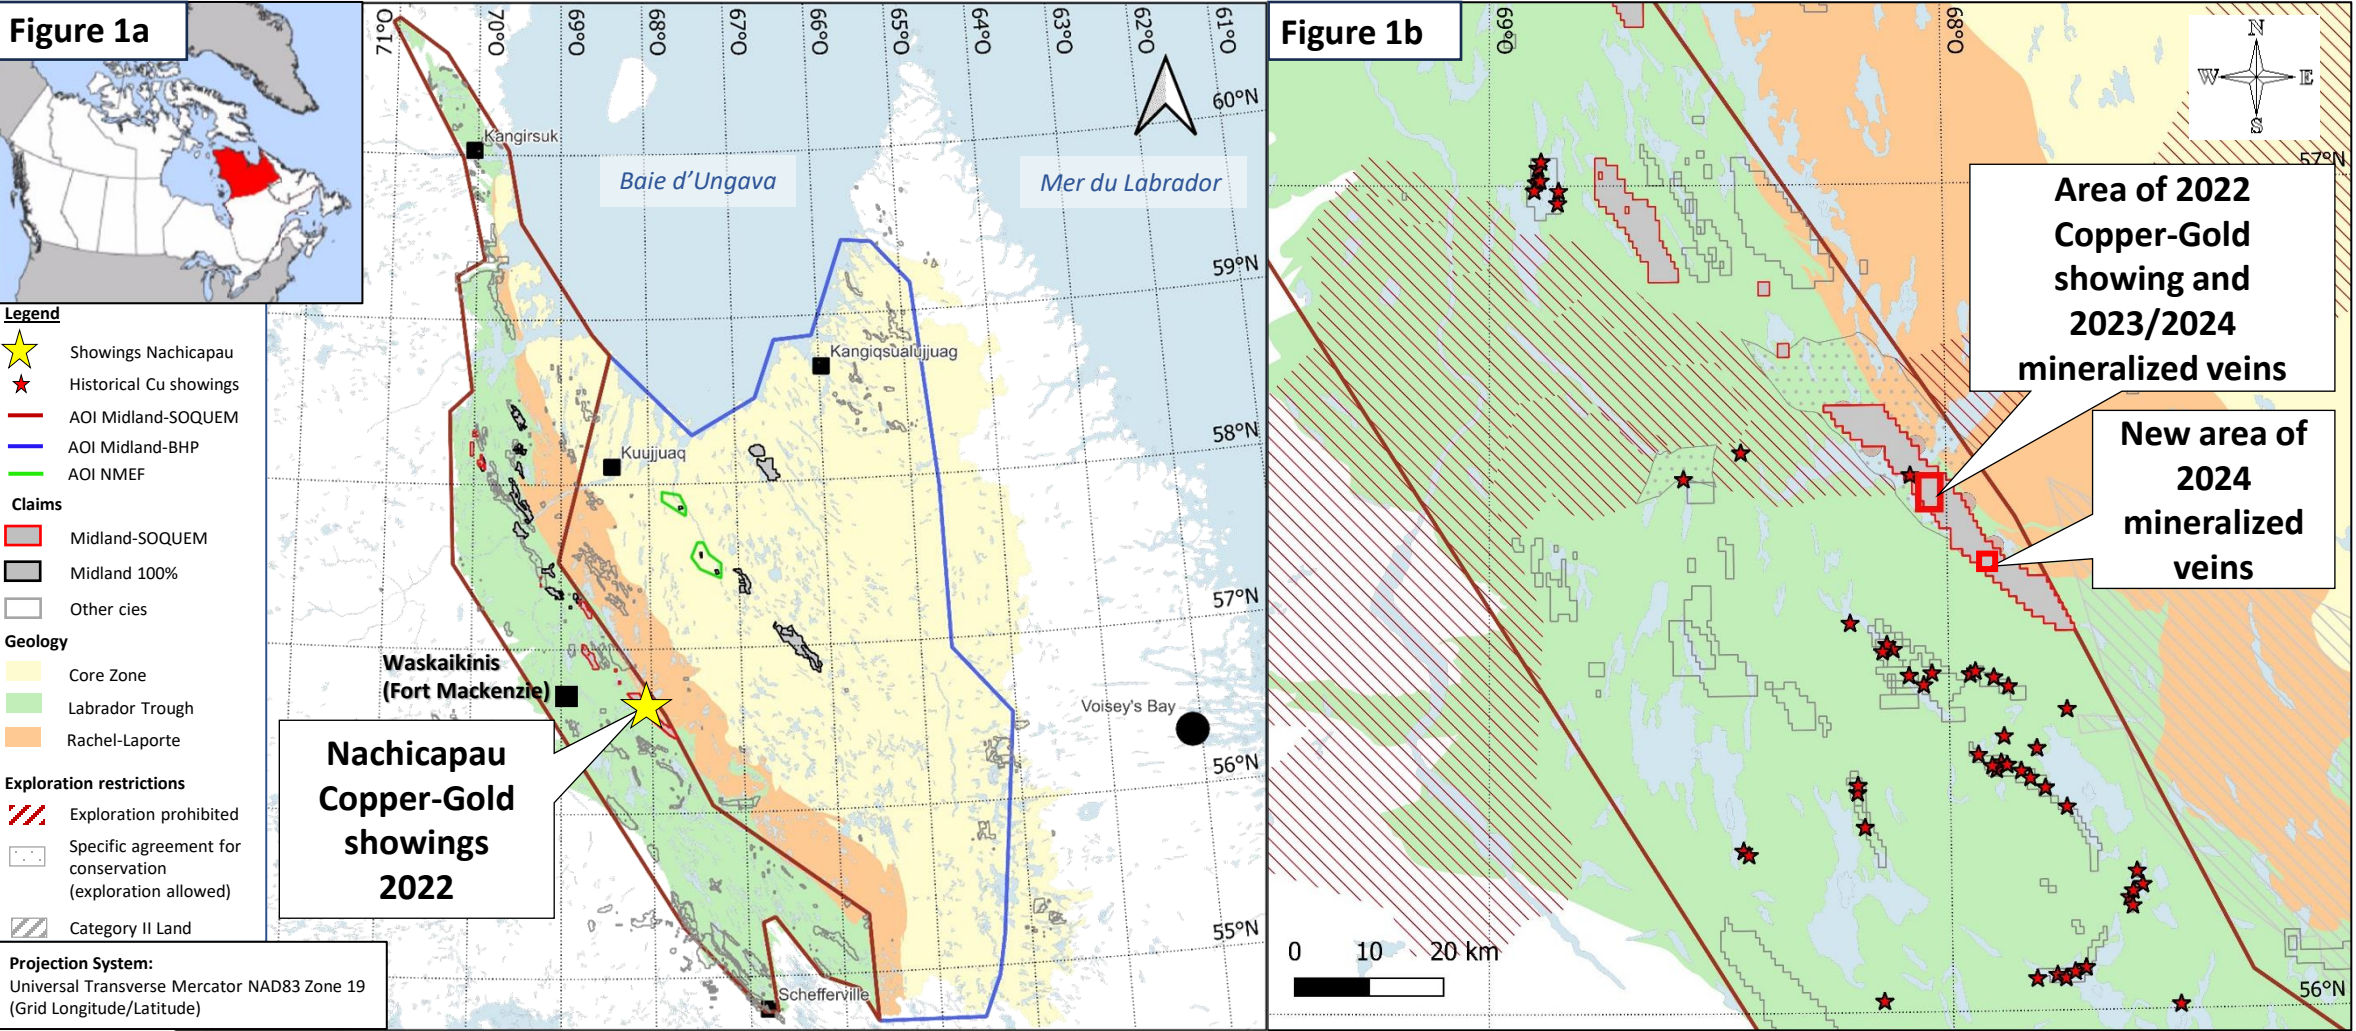 Figure 1a
71°O
70°O
69°O
68°O
67°O
66°O
65°O
64°O
63°O
62°O
61°O
60°N
59°N
58°N
57°N
56°N
55°N
Kangirsuk
Baie d'Ungava
Mer du Labrador
Kangiqsualujjuaq
Kuujjuaq
Waskaikinis
(Fort Mackenzie)
Voisey's Bay
Schefferville
Nachicapau
Copper-Gold
showings
2022
Legend
Showings Nachicapau
Historical Cu showings
AOI Midland-SOQUEM
AOI Midland-BHP
AOI NMEF
Claims
Midland-SOQUEM
Midland 100%
Other cies
Geology
Core Zone
Labrador Trough
Rachel-Laporte
Exploration restrictions
Exploration prohibited
Specific agreement for
conservation
(exploration allowed)
Category II Land
Projection System:
Universal Transverse Mercator NAD83 Zone 19
(Grid Longitude/Latitude)
Figure 1b
69°O
68°O
N
W
E
S
57°N
Area of 2022
Copper-Gold
showing and
2023/2024
mineralized veins
New area of
2024
mineralized
veins
0 10 20 km
56°N